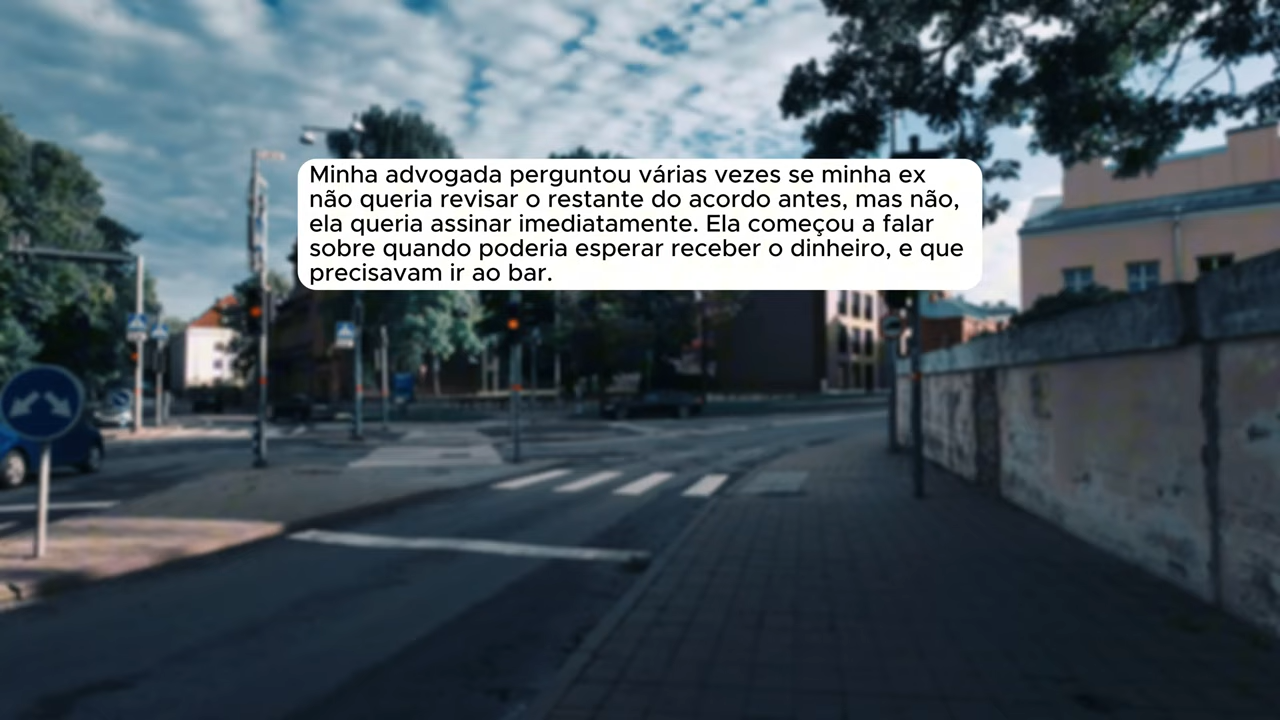 Minha advogada perguntou várias vezes se minha ex
não queria revisar o restante do acordo antes, mas não,
ela queria assinar imediatamente. Ela começou a falar
sobre quando poderia esperar receber o dinheiro, e que
precisavam ir ao bar.